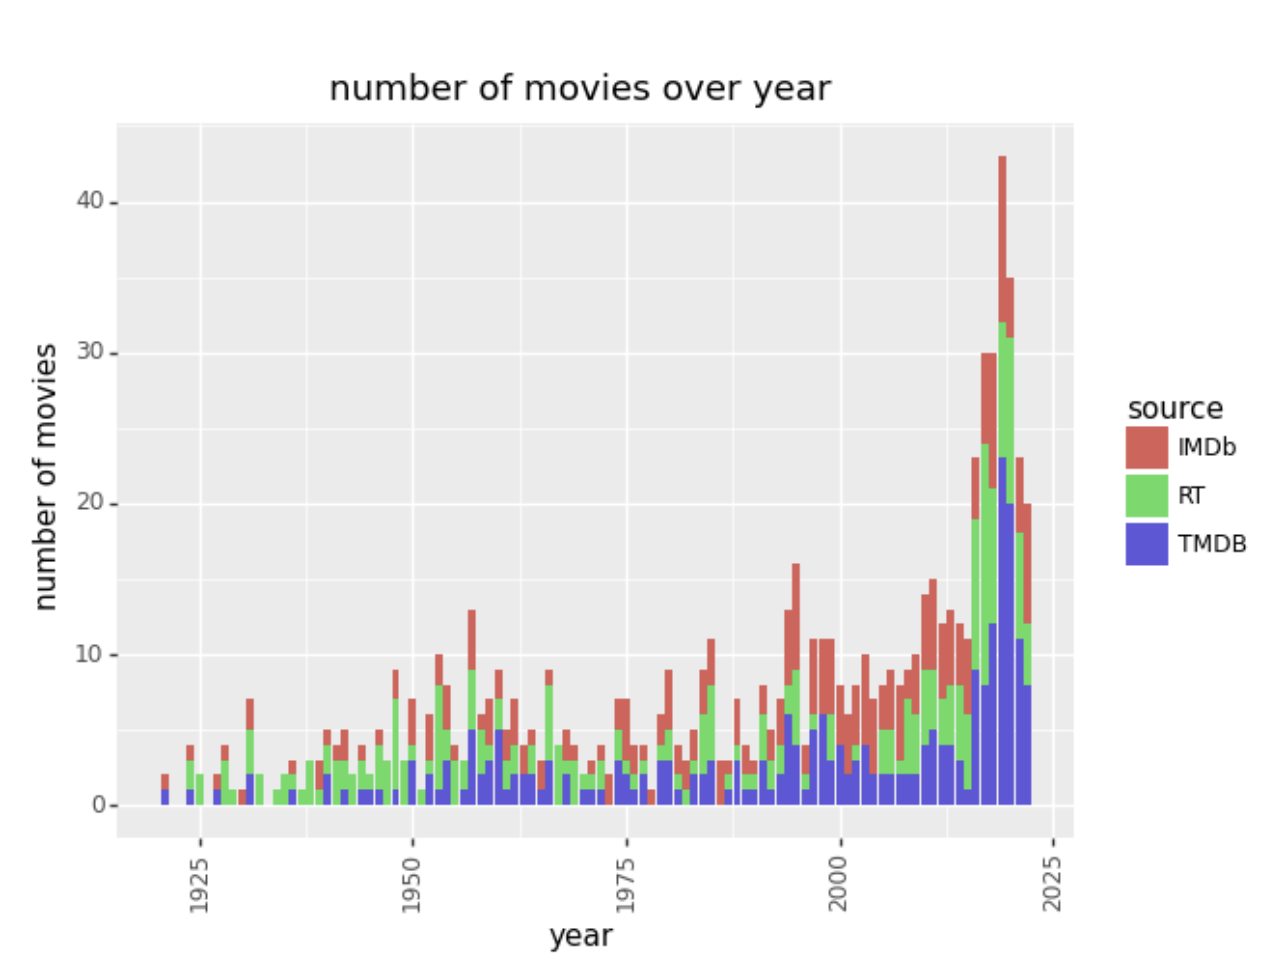 number of movies over year
number of movies
40
30
20
10
0
1925
1950
1975
2000
2025
year
source
IMDb
RT
TMDB